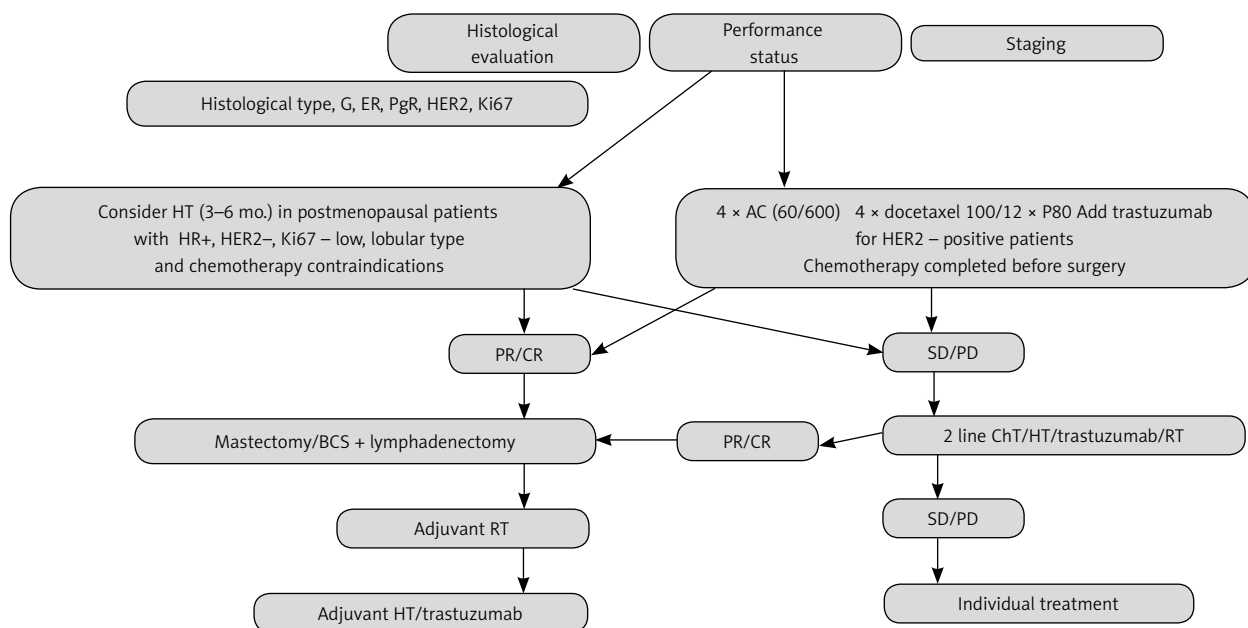 Histological
evaluation
Performance
status
Staging
Histological type, G, ER, PgR, HER2, Ki67
Consider HT (3–6 mo.) in postmenopausal patients
with HR+, HER2–, Ki67 – low, lobular type
and chemotherapy contraindications
4 × AC (60/600) 4 × docetaxel 100/12 × P80 Add trastuzumab
for HER2 – positive patients
Chemotherapy completed before surgery
PR/CR
SD/PD
Mastectomy/BCS + lymphadenectomy
PR/CR
2 line ChT/HT/trastuzumab/RT
Adjuvant RT
SD/PD
Adjuvant HT/trastuzumab
Individual treatment